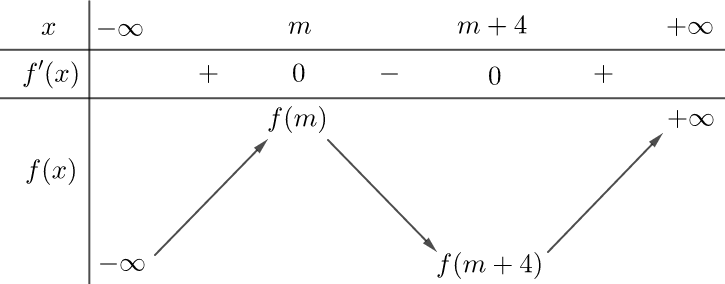 x −∞ m m + 4 +∞
f′(x) + 0 − 0 +
f(m) +∞
f(x)
−∞ f(m + 4)